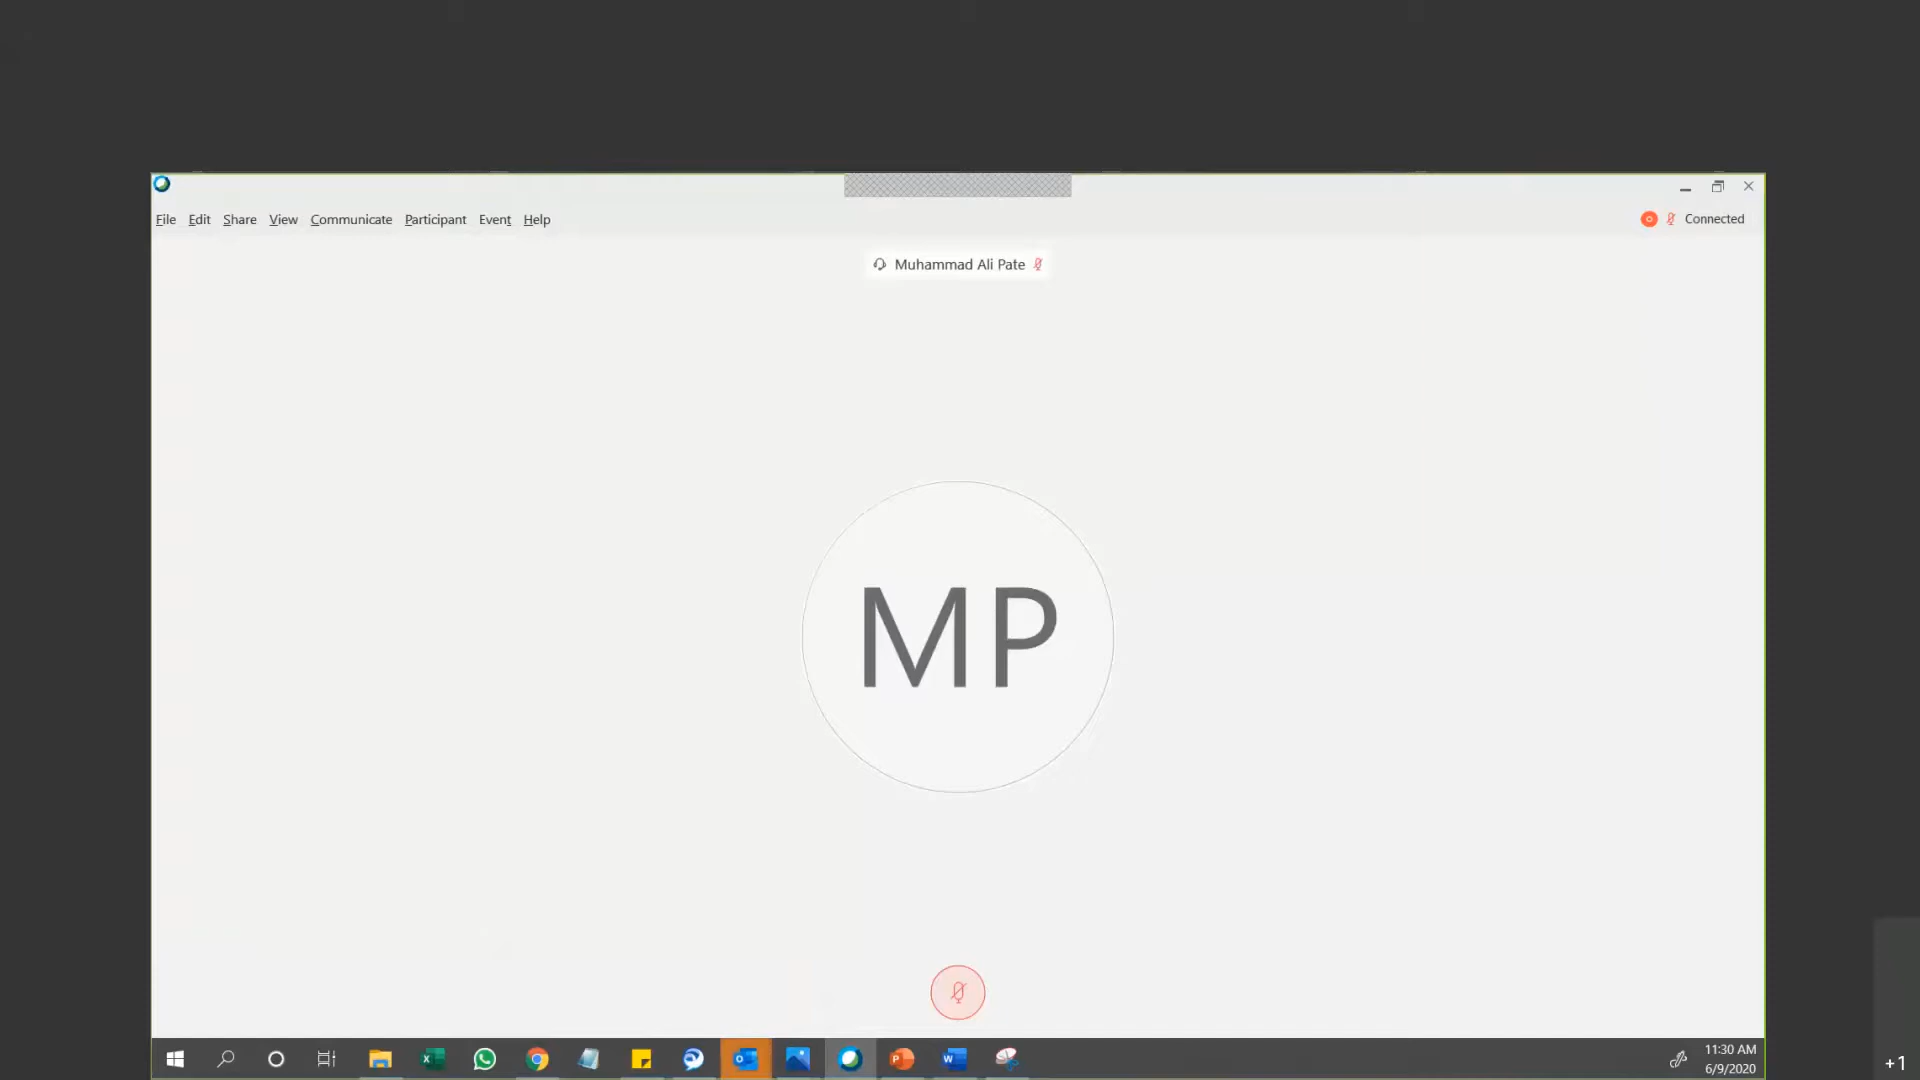 File Edit Share View Communicate Participant Event Help
Connected
Muhammad Ali Pate
MP
11:30 AM
6/9/2020
+1